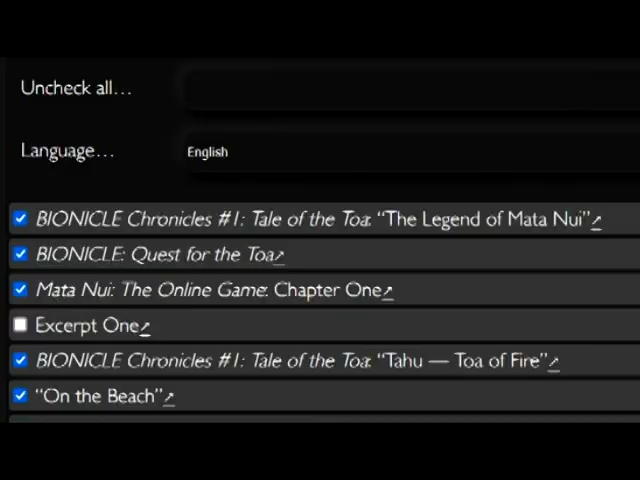 Uncheck all…
Language…
English
BIONICLE Chronicles #1: Tale of the Toa: “The Legend of Mata Nui”↗
BIONICLE: Quest for the Toa↗
Mata Nui: The Online Game: Chapter One↗
Excerpt One↗
BIONICLE Chronicles #1: Tale of the Toa: “Tahu — Toa of Fire”↗
“On the Beach”↗